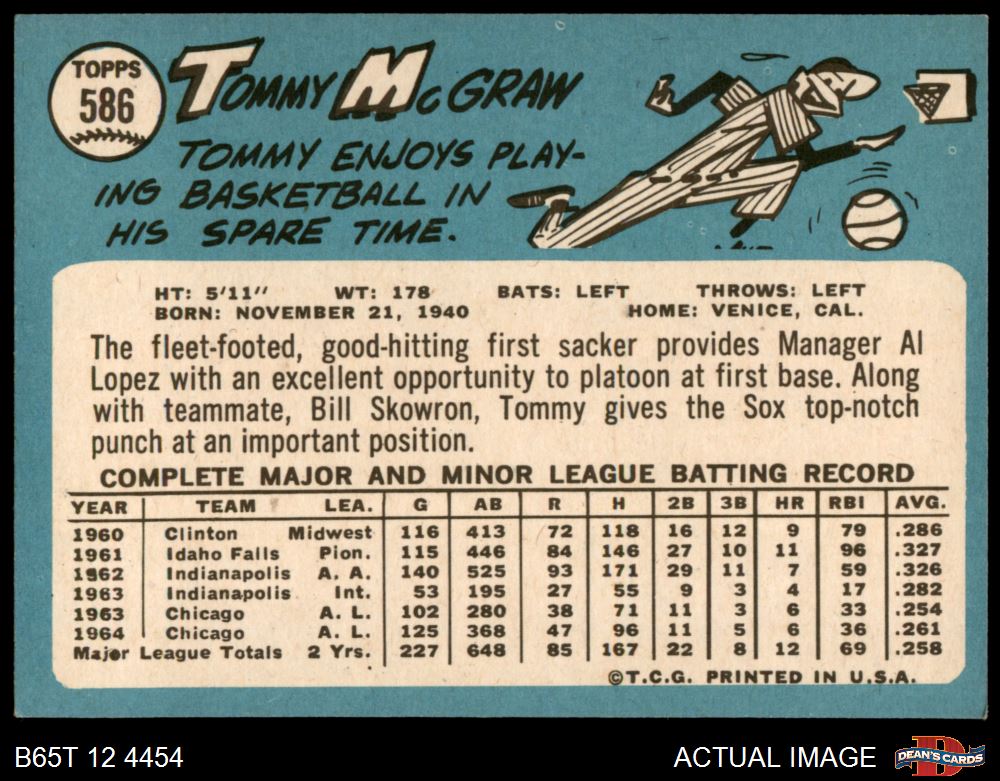 TOPPS
586
TOMMY McGRAW
TOMMY ENJOYS PLAY-
ING BASKETBALL IN
HIS SPARE TIME.
HT: 5'11" WT: 178 BATS: LEFT THROWS: LEFT
BORN: NOVEMBER 21, 1940 HOME: VENICE, CAL.
The fleet-footed, good-hitting first sacker provides Manager Al
Lopez with an excellent opportunity to platoon at first base. Along
with teammate, Bill Skowron, Tommy gives the Sox top-notch
punch at an important position.
COMPLETE MAJOR AND MINOR LEAGUE BATTING RECORD
YEAR TEAM LEA. G AB R H 2B 3B HR RBI AVG.
1960 Clinton Midwest 116 413 72 118 16 12 9 79 .286
1961 Idaho Falls Pion. 115 446 84 146 27 10 11 96 .327
1962 Indianapolis A. A. 140 525 93 171 29 11 7 59 .326
1963 Indianapolis Int. 53 195 27 55 9 3 4 17 .282
1963 Chicago A. L. 102 280 38 71 11 3 6 33 .254
1964 Chicago A. L. 125 368 47 96 11 5 6 36 .261
Major League Totals 2 Yrs. 227 648 85 167 22 8 12 69 .258
©T.C.G. PRINTED IN U.S.A.
B65T 12 4454 ACTUAL IMAGE DEAN'S CARDS